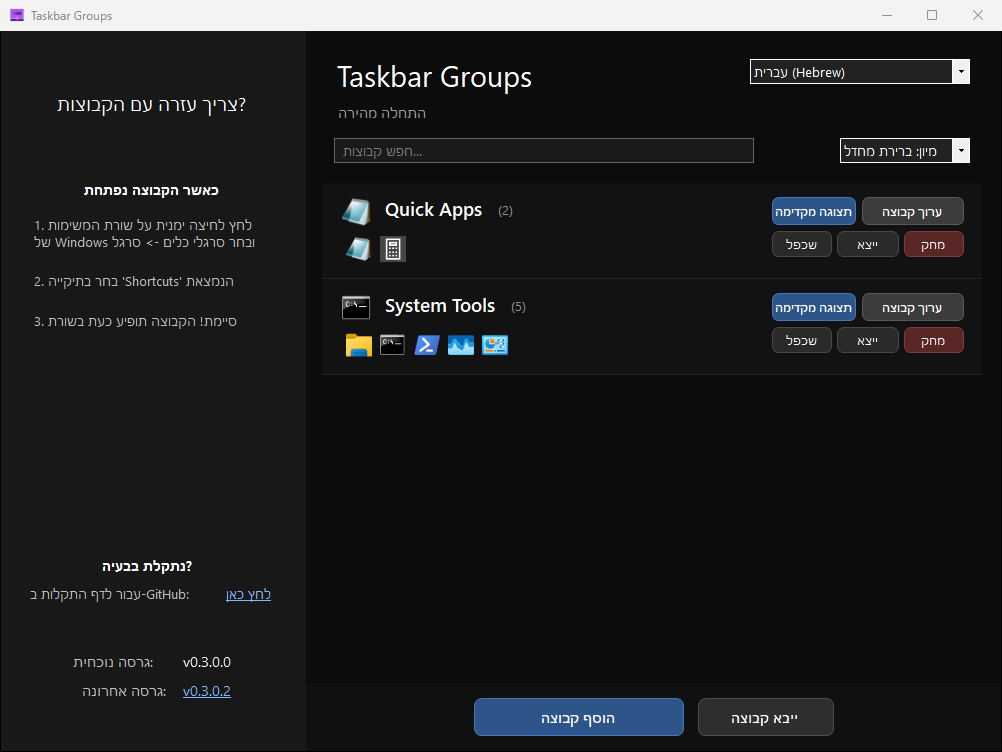 Taskbar Groups
צריך עזרה עם הקבוצות?
כאשר הקבוצה נפתחת
1. לחץ לחיצה ימנית על שורת המשימות
של Windows ובחר סרגלי כלים -> סרגל
2. בחר בתיקייה 'Shortcuts' הנמצאת
3. סיימת! הקבוצה תופיע כעת בשורת
נתקלת בבעיה?
עבור לדף התקלות ב-GitHub: לחץ כאן
גרסה נוכחית: v0.3.0.0
גרסה אחרונה: v0.3.0.2
Taskbar Groups
עברית (Hebrew)
התחלה מהירה
חפש קבוצות...
מיון: ברירת מחדל
Quick Apps (2)
תצוגה מקדימה
ערוך קבוצה
שכפל
ייצא
מחק
System Tools (5)
תצוגה מקדימה
ערוך קבוצה
שכפל
ייצא
מחק
הוסף קבוצה
ייבא קבוצה